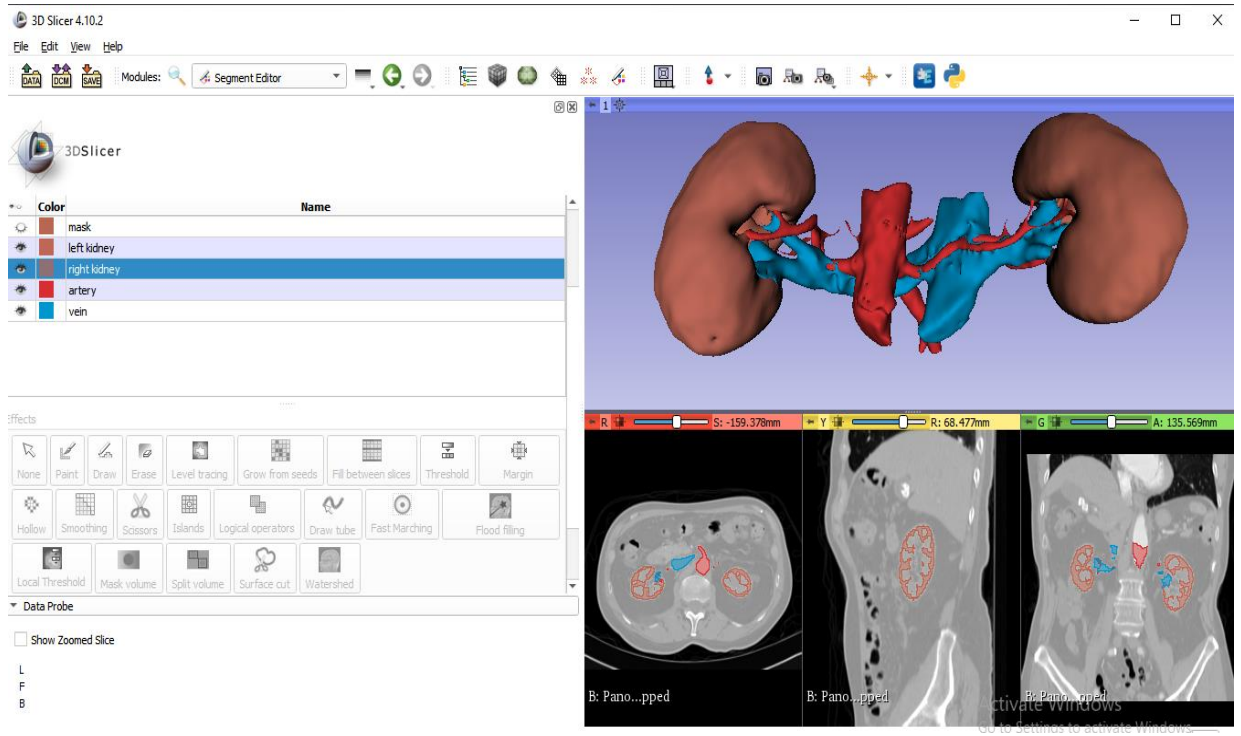 3D Slicer 4.10.2
File Edit View Help
DATA DCM SAVE Modules: Segment Editor
1
3DSlicer
Color Name
mask
left kidney
right kidney
artery
vein
Effects
None Paint Draw Erase Level tracing Grow from seeds Fill between slices Threshold Margin
Hollow Smoothing Scissors Islands Logical operators Draw tube Fast Marching Flood filling
Local Threshold Mask volume Split volume Surface cut Watershed
Data Probe
Show Zoomed Slice
L
F
B
R S: -159.378mm Y R: 68.477mm G A: 135.569mm
B: Pano...pped B: Pano...pped B: Pano...pped
Activate Windows
Go to Settings to activate Windows.